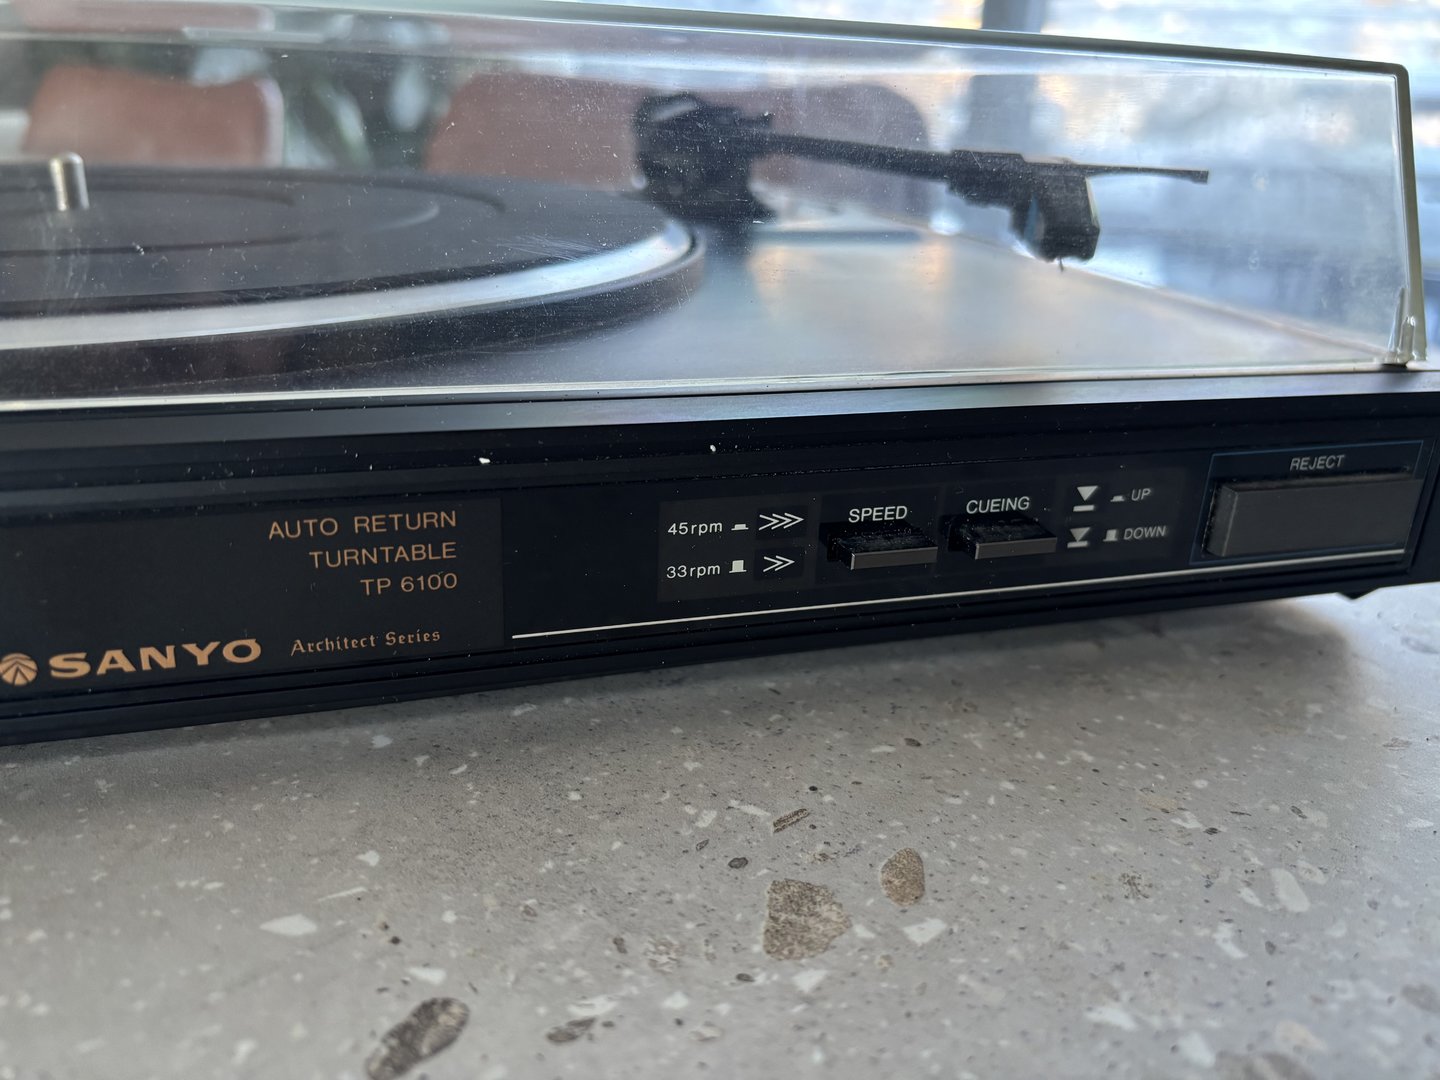 AUTO RETURN
TURNTABLE
TP 6100
SANYO Architect Series
45rpm
33rpm
SPEED
CUEING
UP
DOWN
REJECT